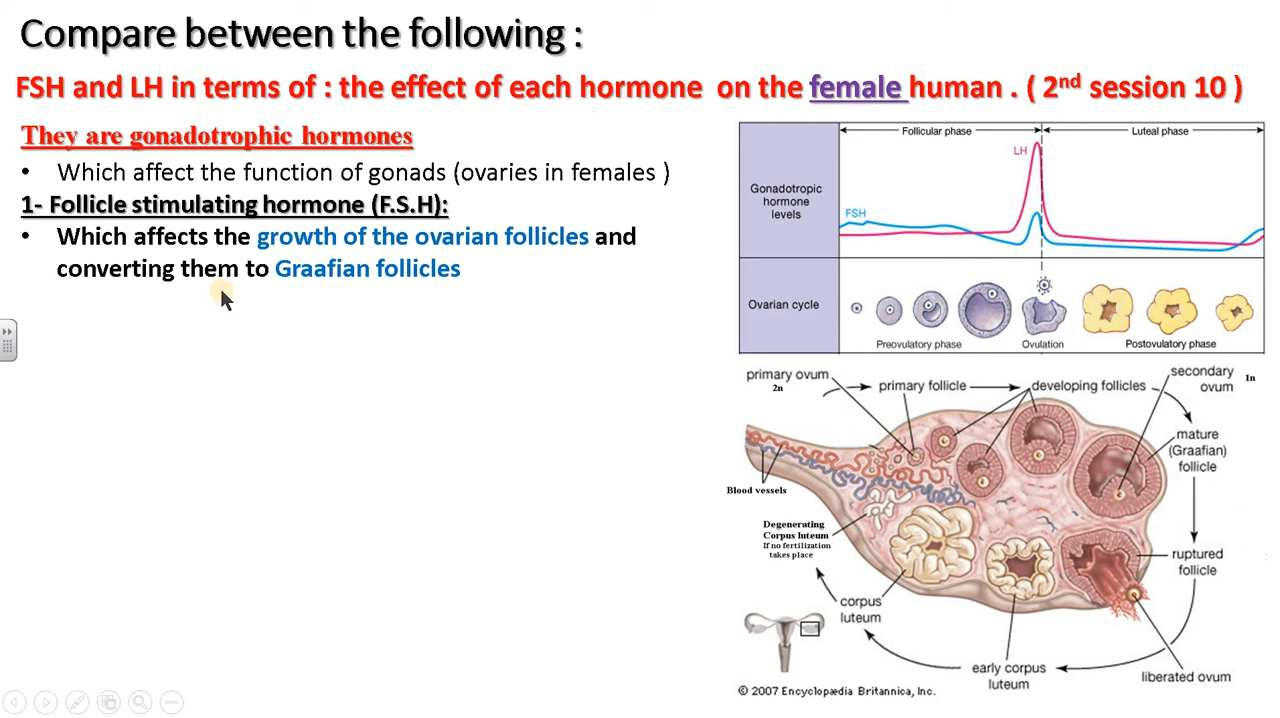 Compare between the following :
FSH and LH in terms of : the effect of each hormone on the female human . ( 2nd session 10 )
They are gonadotrophic hormones
• Which affect the function of gonads (ovaries in females )
1- Follicle stimulating hormone (F.S.H):
• Which affects the growth of the ovarian follicles and
converting them to Graafian follicles
Follicular phase
Luteal phase
Gonadotropic
hormone
levels
LH
FSH
Ovarian cycle
Preovulatory phase
Ovulation
Postovulatory phase
primary ovum
2n
primary follicle
developing follicles
secondary
ovum
1n
mature
(Graafian)
follicle
Blood vessels
Degenerating
Corpus luteum
If no fertilization
takes place
ruptured
follicle
corpus
luteum
early corpus
luteum
liberated ovum
© 2007 Encyclopædia Britannica, Inc.